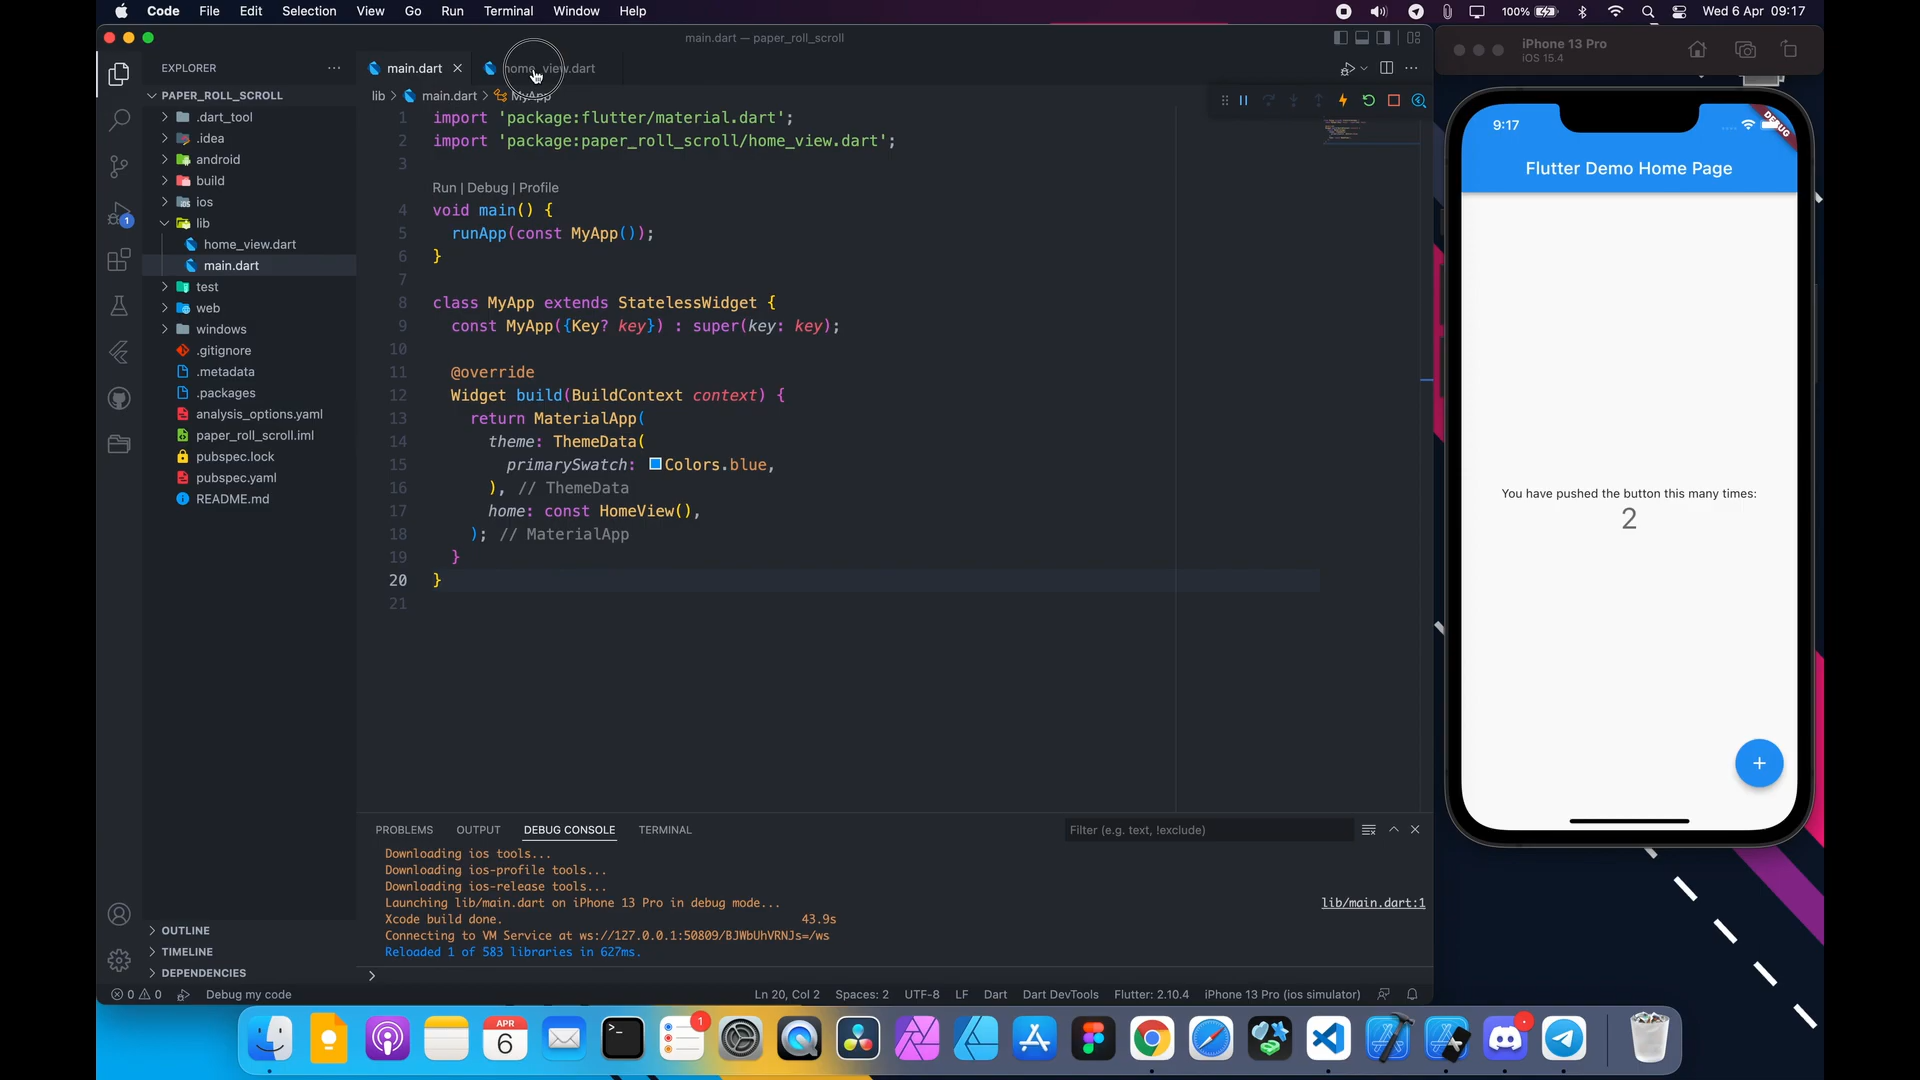 Code File Edit Selection View Go Run Terminal Window Help
100% Wed 6 Apr 09:17
main.dart — paper_roll_scroll
iPhone 13 Pro
iOS 15.4
EXPLORER
main.dart
home_view.dart
PAPER_ROLL_SCROLL
lib > main.dart > MyApp
.dart_tool
.idea
android
build
ios
lib
home_view.dart
main.dart
test
web
windows
.gitignore
.metadata
.packages
analysis_options.yaml
paper_roll_scroll.iml
pubspec.lock
pubspec.yaml
README.md
OUTLINE
TIMELINE
DEPENDENCIES
1 import 'package:flutter/material.dart';
2 import 'package:paper_roll_scroll/home_view.dart';
3
Run | Debug | Profile
4 void main() {
5 runApp(const MyApp());
6 }
7
8 class MyApp extends StatelessWidget {
9 const MyApp({Key? key}) : super(key: key);
10
11 @override
12 Widget build(BuildContext context) {
13 return MaterialApp(
14 theme: ThemeData(
15 primarySwatch: Colors.blue,
16 ), // ThemeData
17 home: const HomeView(),
18 ); // MaterialApp
19 }
20 }
21
PROBLEMS OUTPUT DEBUG CONSOLE TERMINAL
Filter (e.g. text, !exclude)
Downloading ios tools...
Downloading ios-profile tools...
Downloading ios-release tools...
Launching lib/main.dart on iPhone 13 Pro in debug mode...
lib/main.dart:1
Xcode build done. 43.9s
Connecting to VM Service at ws://127.0.0.1:50809/BJWbUhVRNJs=/ws
Reloaded 1 of 583 libraries in 627ms.
>
0 0 Debug my code
Ln 20, Col 2 Spaces: 2 UTF-8 LF Dart Dart DevTools Flutter: 2.10.4 iPhone 13 Pro (ios simulator)
9:17
DEBUG
Flutter Demo Home Page
You have pushed the button this many times:
2
+
1
APR
6
1